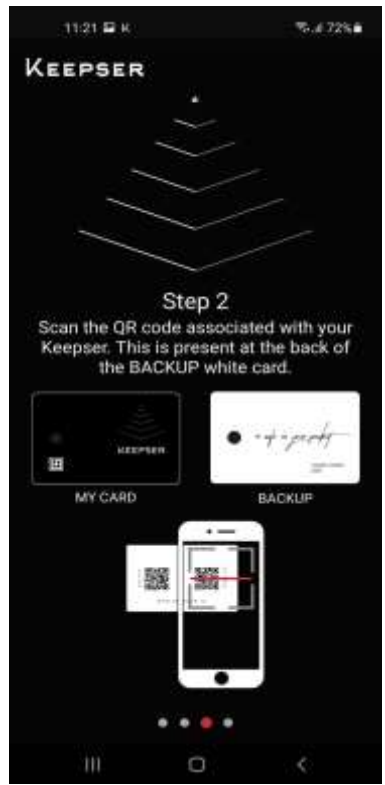 11:21
72%
KEEPSER
Step 2
Scan the QR code associated with your
Keepser. This is present at the back of
the BACKUP white card.
KEEPSER
MY CARD
BACKUP